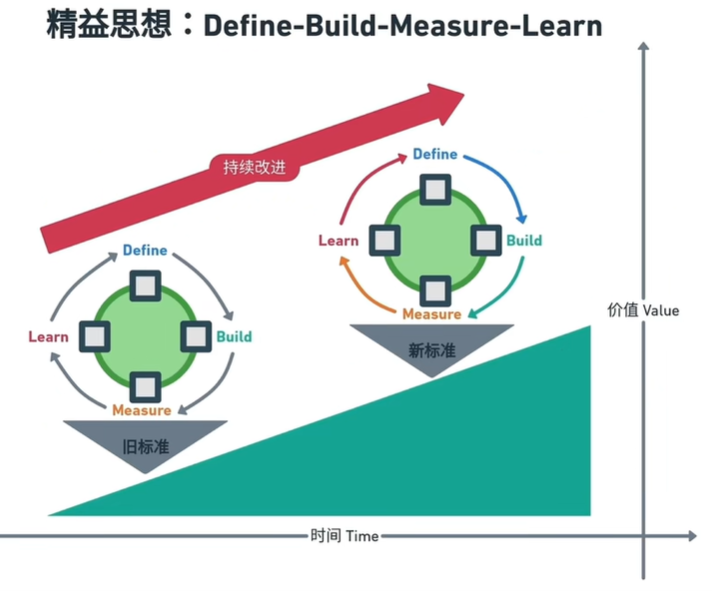 精益思想：Define-Build-Measure-Learn
持续改进
Define
Learn
Build
Measure
新标准
Define
Learn
Build
Measure
旧标准
价值 Value
时间 Time